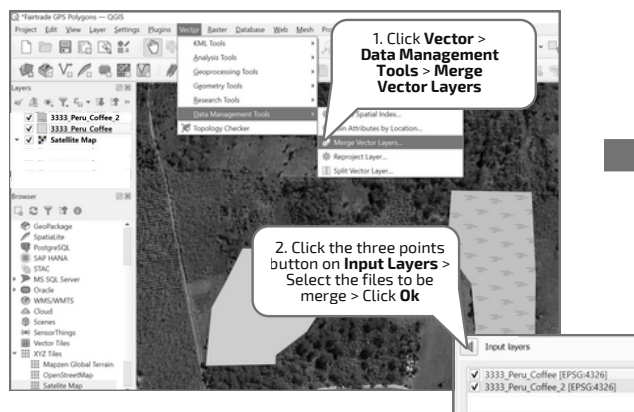 *Fairtrade GPS Polygons — QGIS
Project Edit View Layer Settings Plugins Vector Raster Database Web Mesh
KML Tools
Analysis Tools
Geoprocessing Tools
Geometry Tools
Research Tools
Data Management Tools
Topology Checker
Spatial Index...
Join Attributes by Location...
Merge Vector Layers...
Reproject Layer...
Split Vector Layer...
1. Click Vector >
Data Management
Tools > Merge
Vector Layers
Layers
3333_Peru_Coffee_2
3333 Peru Coffee
Satellite Map
Browser
GeoPackage
SpatiaLite
PostgreSQL
SAP HANA
STAC
MS SQL Server
Oracle
WMS/WMTS
Cloud
Scenes
SensorThings
Vector Tiles
XYZ Tiles
Mapzen Global Terrain
OpenStreetMap
Satelite Map
2. Click the three points
button on Input Layers >
Select the files to be
merge > Click Ok
Input layers
3333_Peru_Coffee [EPSG:4326]
3333_Peru_Coffee_2 [EPSG:4326]